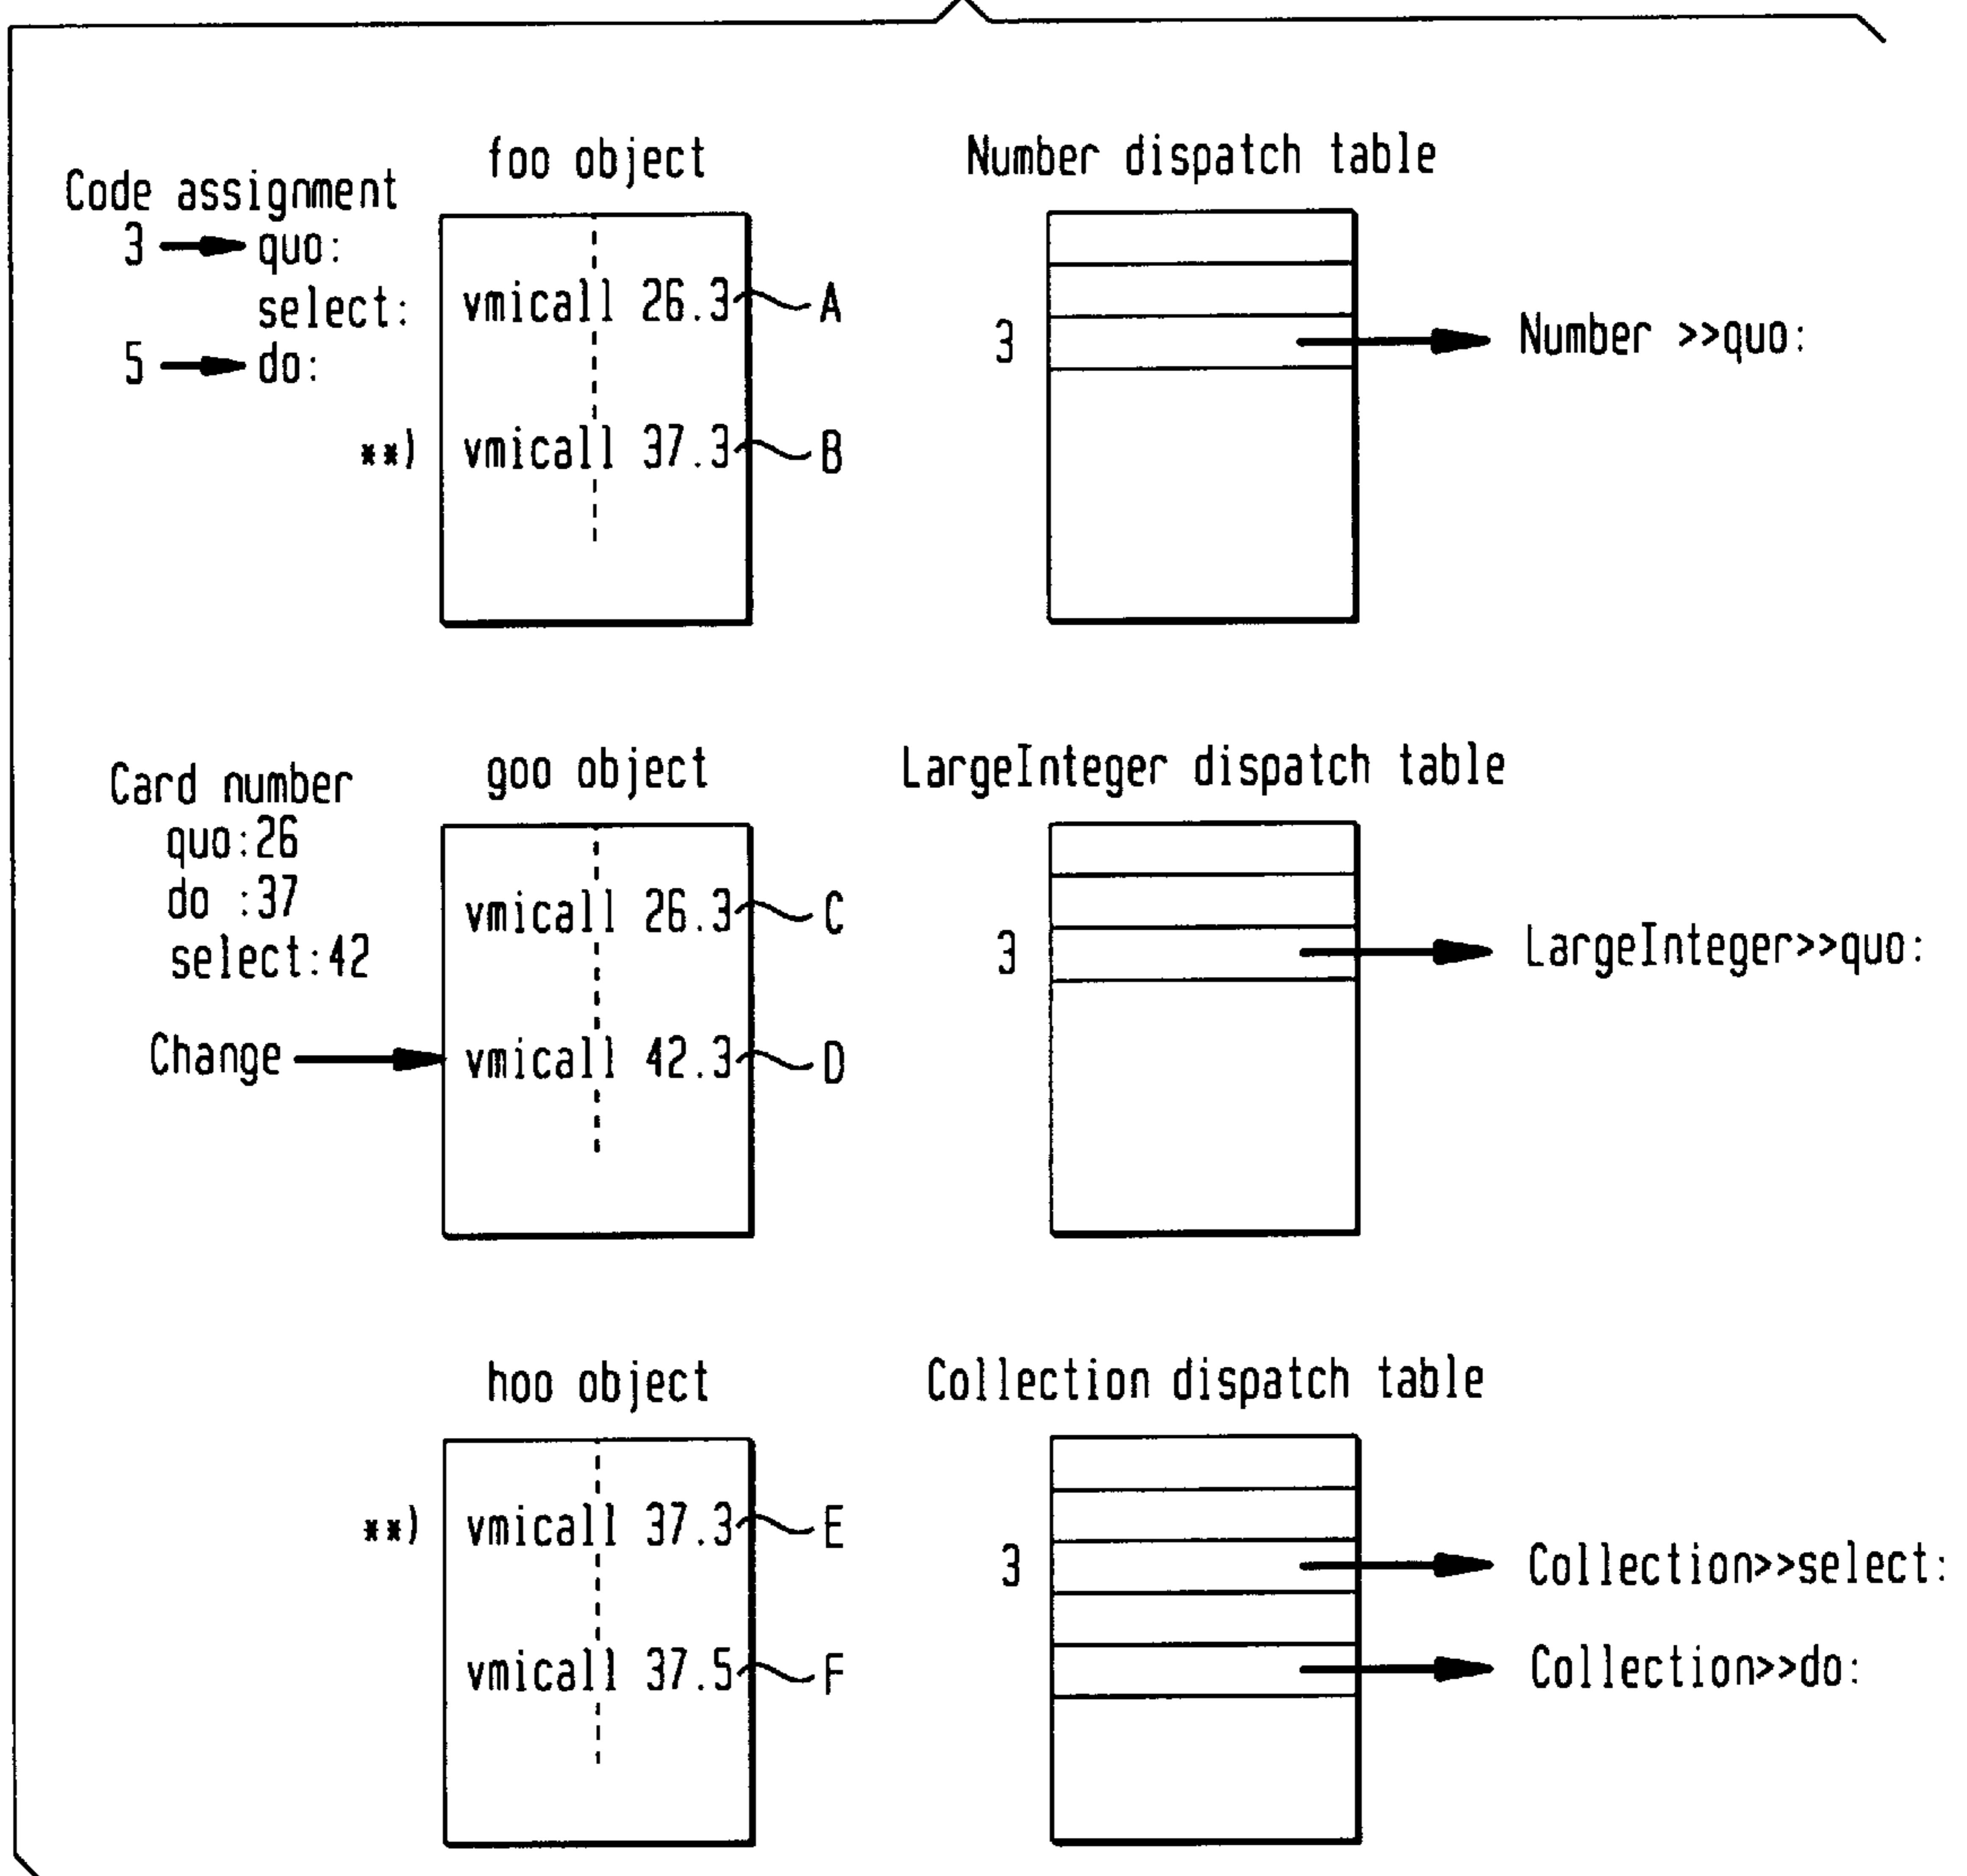 foo object
Number dispatch table
Code assignment
3 → quo:
select:
5 → do:
vmicall 26.3 A
3
Number >>quo:
**) vmicall 37.3 B
goo object
LargeInteger dispatch table
Card number
quo:26
do :37
select:42
vmicall 26.3 C
3
LargeInteger>>quo:
Change
vmicall 42.3 D
hoo object
Collection dispatch table
**) vmicall 37.3 E
3
Collection>>select:
vmicall 37.5 F
Collection>>do: